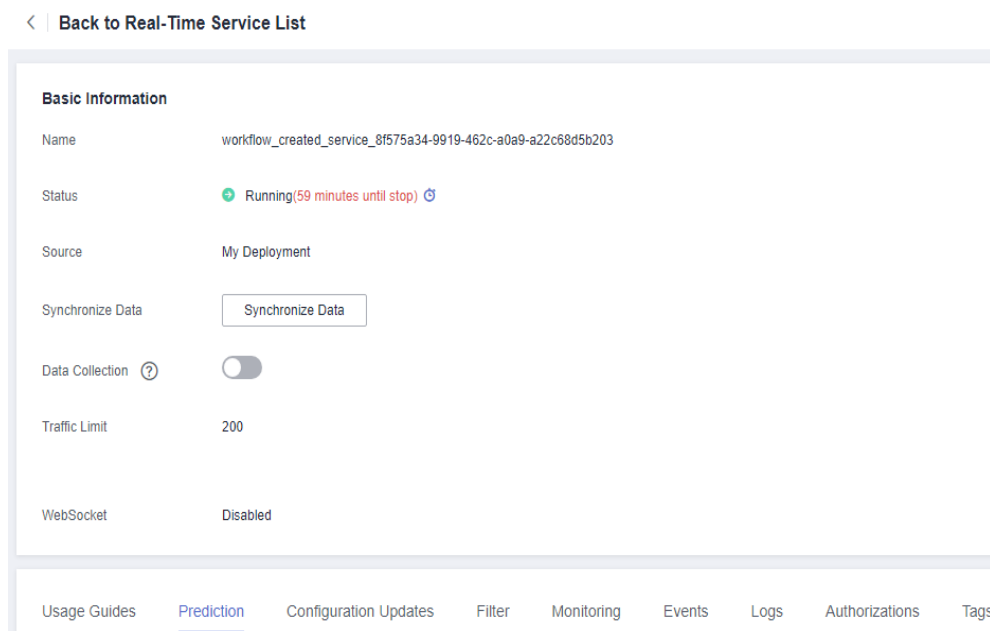 Back to Real-Time Service List
Basic Information
Name workflow_created_service_8f575a34-9919-462c-a0a9-a22c68d5b203
Status Running(59 minutes until stop)
Source My Deployment
Synchronize Data Synchronize Data
Data Collection ?
Traffic Limit 200
WebSocket Disabled
Usage Guides Prediction Configuration Updates Filter Monitoring Events Logs Authorizations Tags